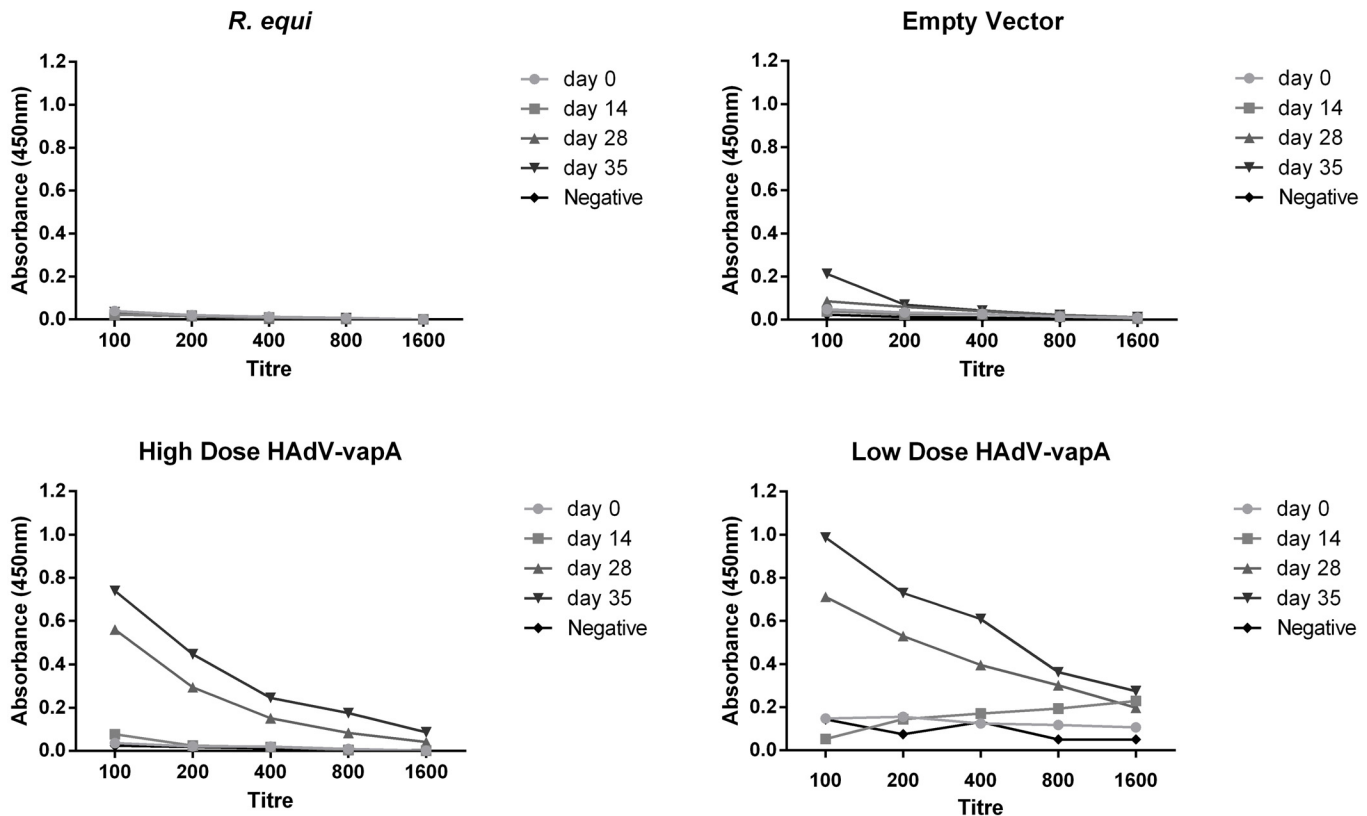 R. equi
1.2
1.0
0.8
0.6
0.4
0.2
0.0
Absorbance (450nm)
100 200 400 800 1600
Titre
day 0
day 14
day 28
day 35
Negative
Empty Vector
1.2
1.0
0.8
0.6
0.4
0.2
0.0
Absorbance (450nm)
100 200 400 800 1600
Titre
day 0
day 14
day 28
day 35
Negative
High Dose HAdV-vapA
1.2
1.0
0.8
0.6
0.4
0.2
0.0
Absorbance (450nm)
100 200 400 800 1600
Titre
day 0
day 14
day 28
day 35
Negative
Low Dose HAdV-vapA
1.2
1.0
0.8
0.6
0.4
0.2
0.0
Absorbance (450nm)
100 200 400 800 1600
Titre
day 0
day 14
day 28
day 35
Negative